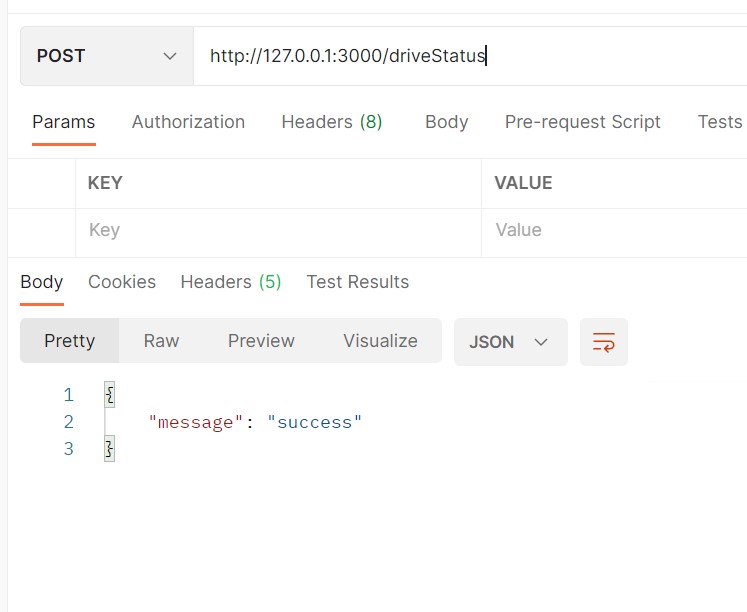 POST http://127.0.0.1:3000/driveStatus
Params Authorization Headers (8) Body Pre-request Script Tests
KEY VALUE
Key Value
Body Cookies Headers (5) Test Results
Pretty Raw Preview Visualize JSON
1 {
2 "message": "success"
3 }